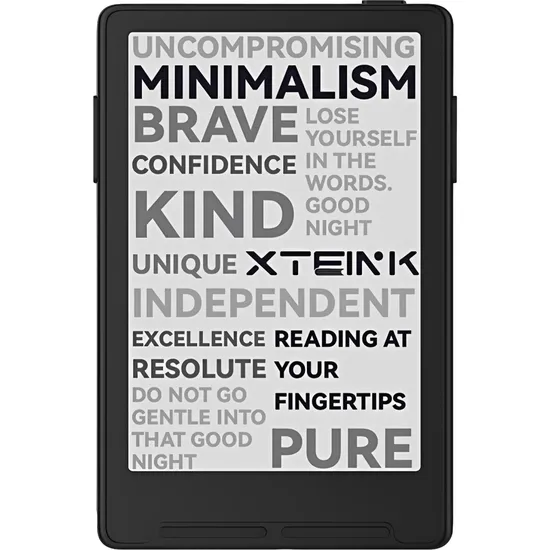 UNCOMPROMISING
MINIMALISM
BRAVE
LOSE
YOURSELF
IN THE
WORDS.
GOOD
NIGHT
CONFIDENCE
KIND
UNIQUE
XTEINK
INDEPENDENT
EXCELLENCE
RESOLUTE
DO NOT GO
GENTLE INTO
THAT GOOD
NIGHT
READING AT
YOUR
FINGERTIPS
PURE